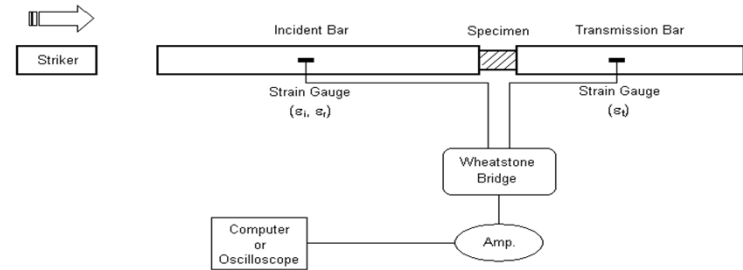 Incident Bar
Specimen
Transmission Bar
Striker
Strain Gauge
(εi, εr)
Strain Gauge
(εt)
Wheatstone
Bridge
Computer
or
Oscilloscope
Amp.